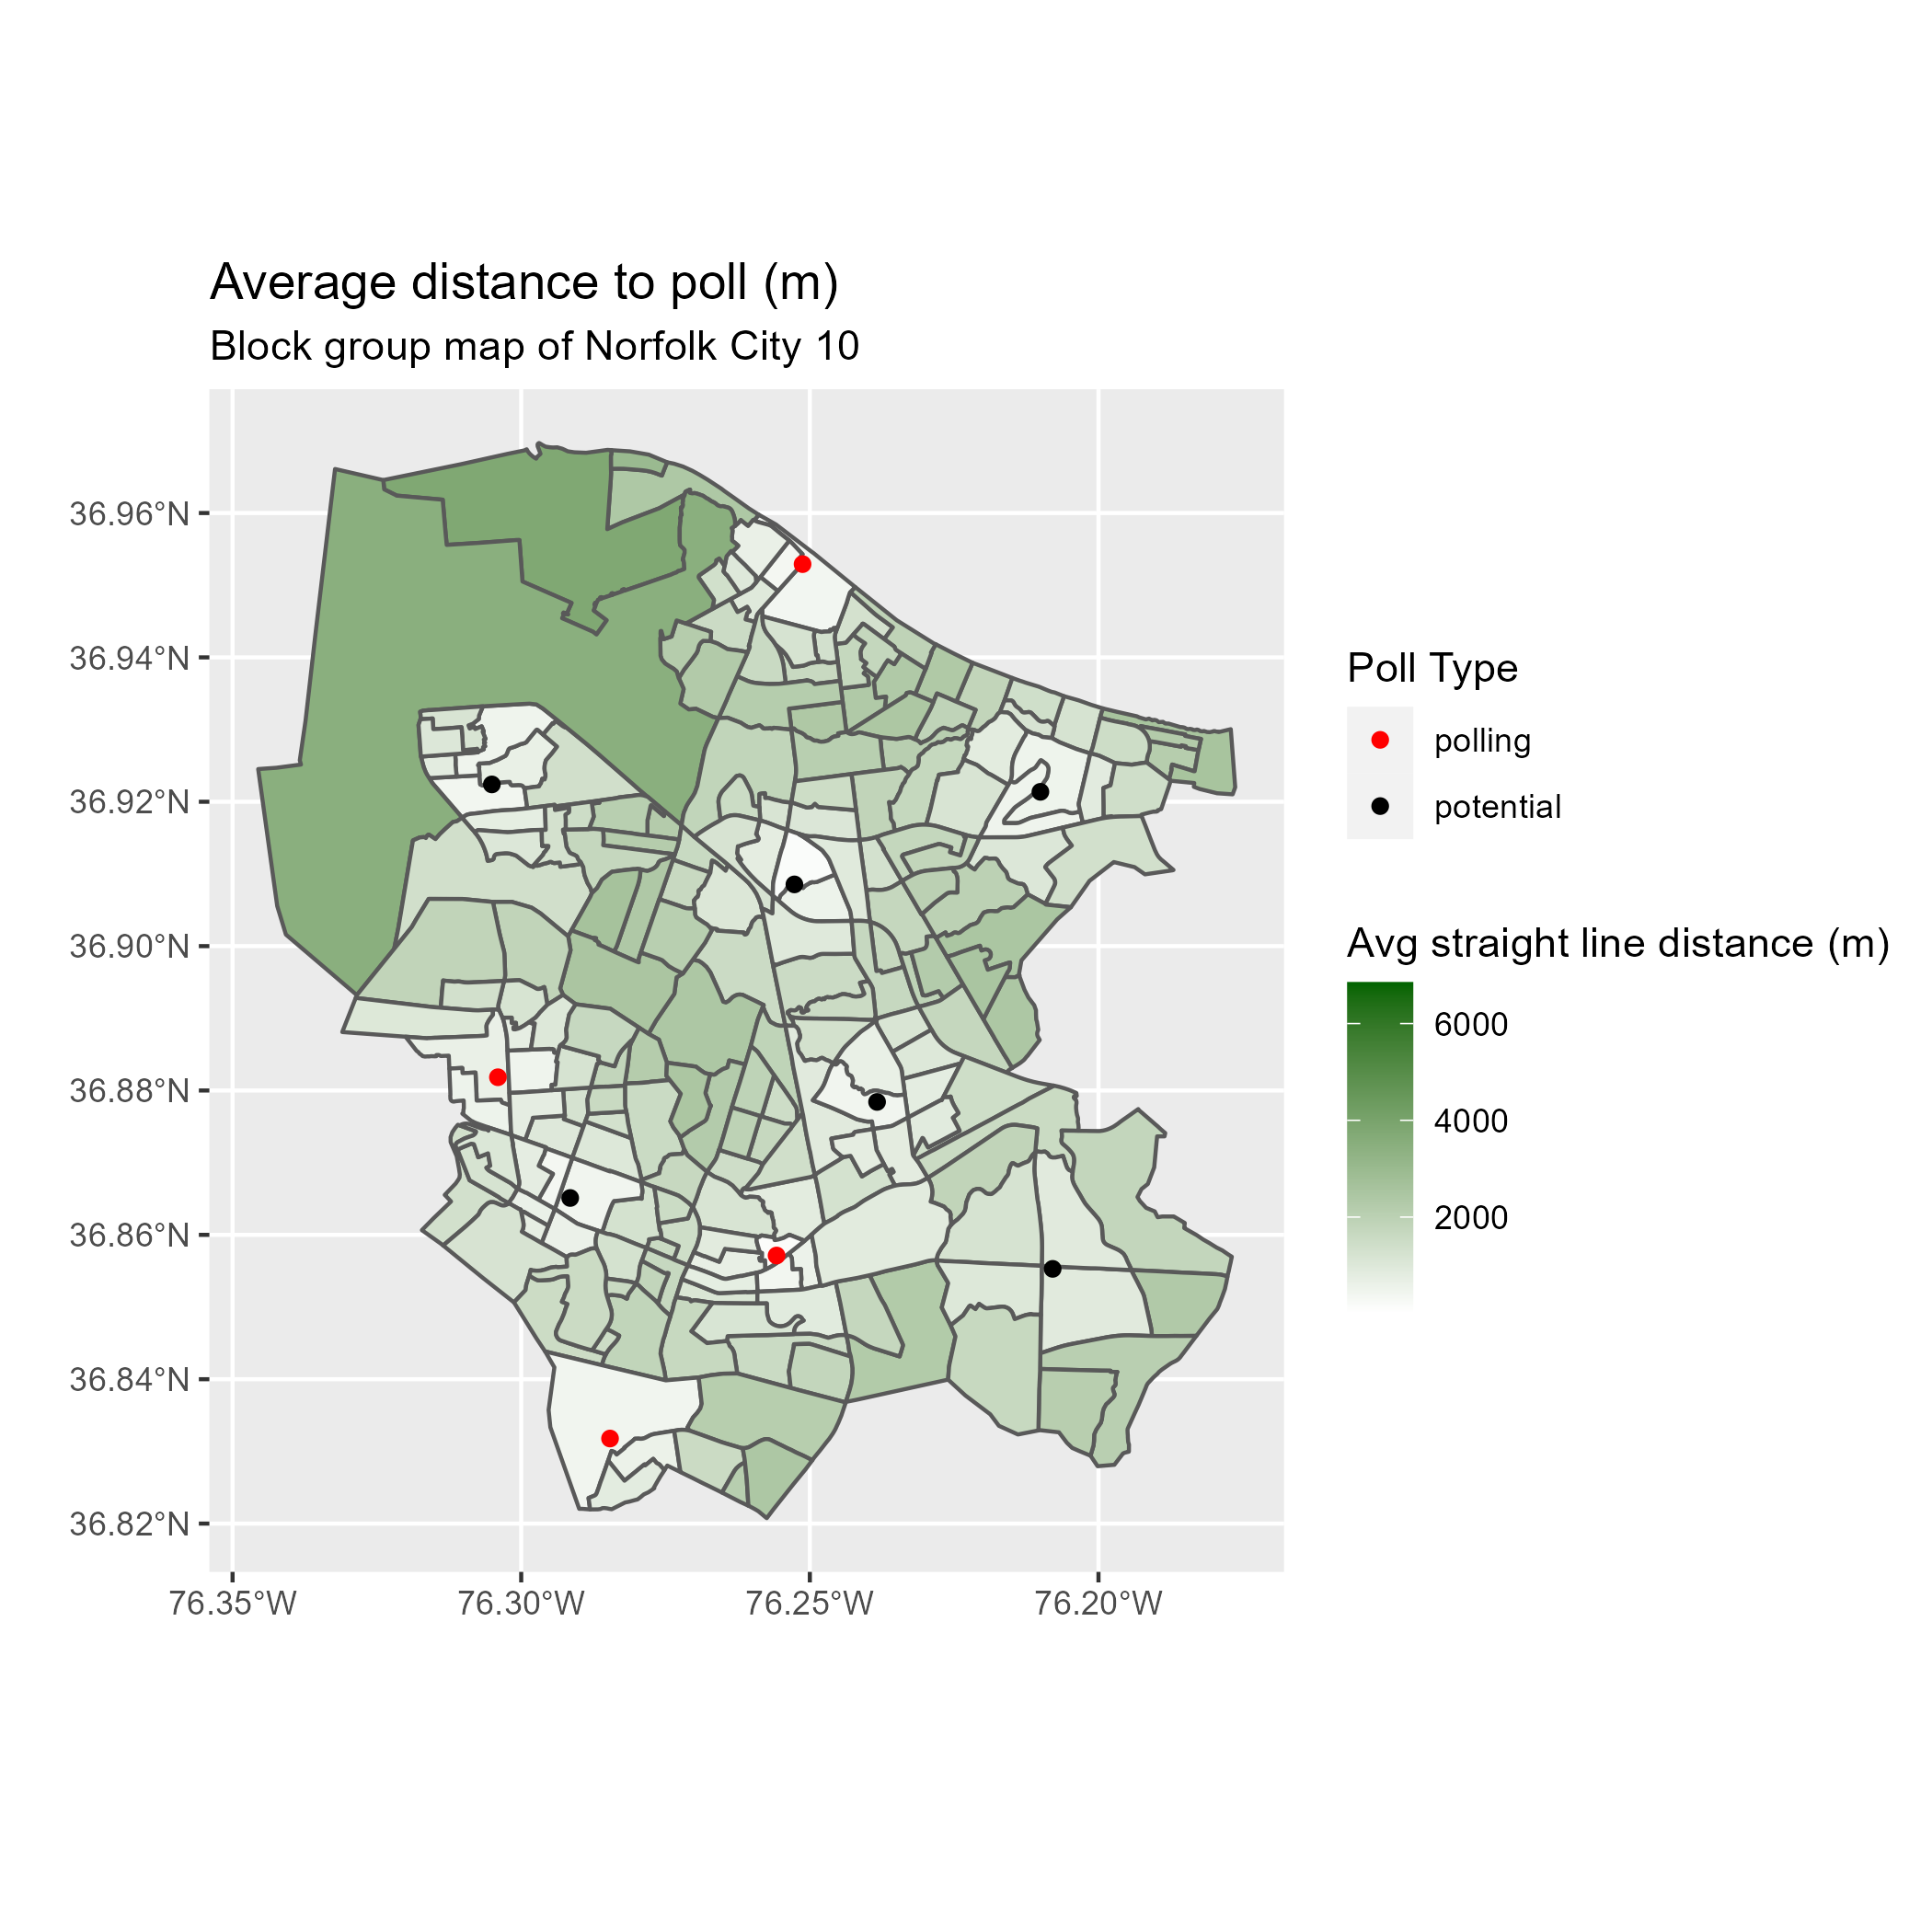 Average distance to poll (m)
Block group map of Norfolk City 10
36.96°N
36.94°N
36.92°N
36.90°N
36.88°N
36.86°N
36.84°N
36.82°N
76.35°W
76.30°W
76.25°W
76.20°W
Poll Type
polling
potential
Avg straight line distance (m)
6000
4000
2000